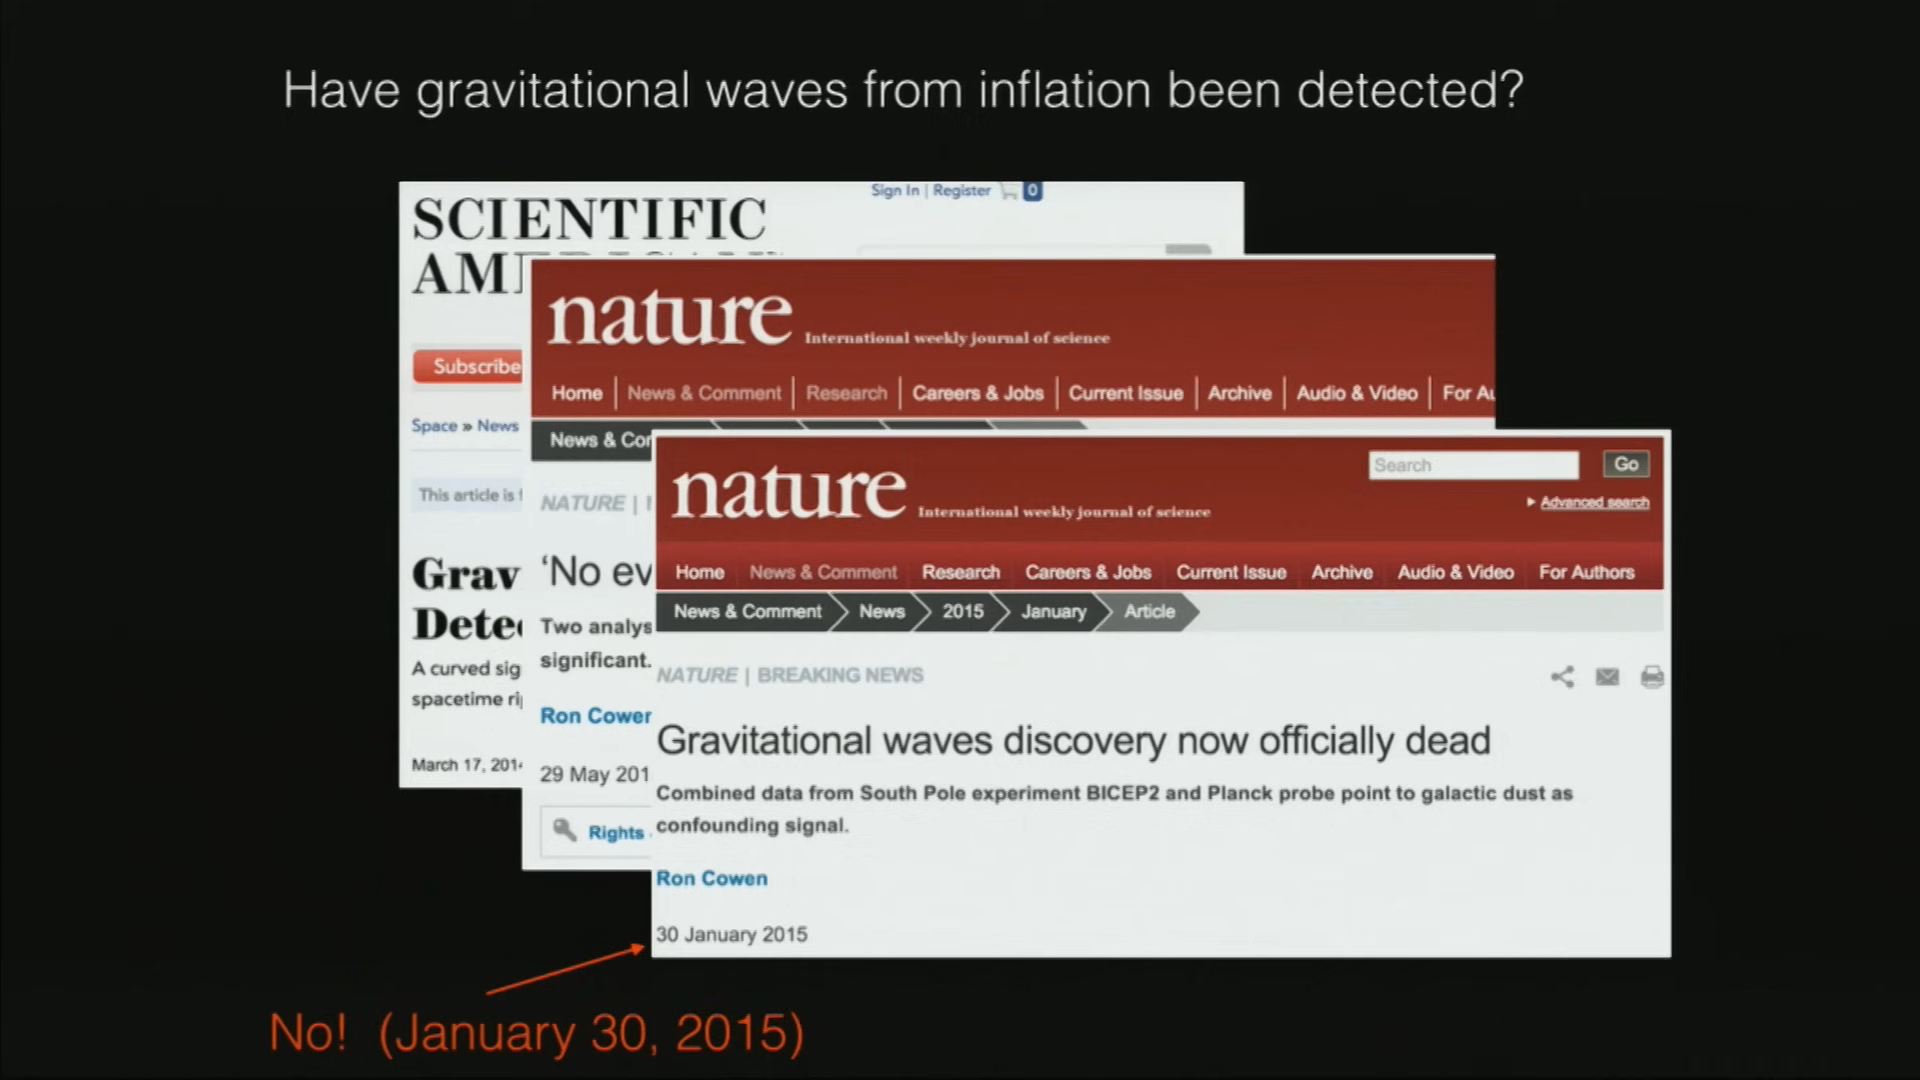 Have gravitational waves from inflation been detected?
SCIENTIFIC
Sign In | Register 0
Subscribe
Space » News
This article is
Grav
A curved sig
spacetime
March 17, 201
nature International weekly journal of science
Home News & Comment Research Careers & Jobs Current Issue Archive Audio & Video For Au
News & Co
NATURE |
‘No ev
Two analys
significant.
Ron Cowen
29 May 201
Rights
nature International weekly journal of science
Search Go
Advanced search
Home News & Comment Research Careers & Jobs Current Issue Archive Audio & Video For Authors
News & Comment News 2015 January Article
NATURE | BREAKING NEWS
Gravitational waves discovery now officially dead
Combined data from South Pole experiment BICEP2 and Planck probe point to galactic dust as
confounding signal.
Ron Cowen
30 January 2015
No! (January 30, 2015)